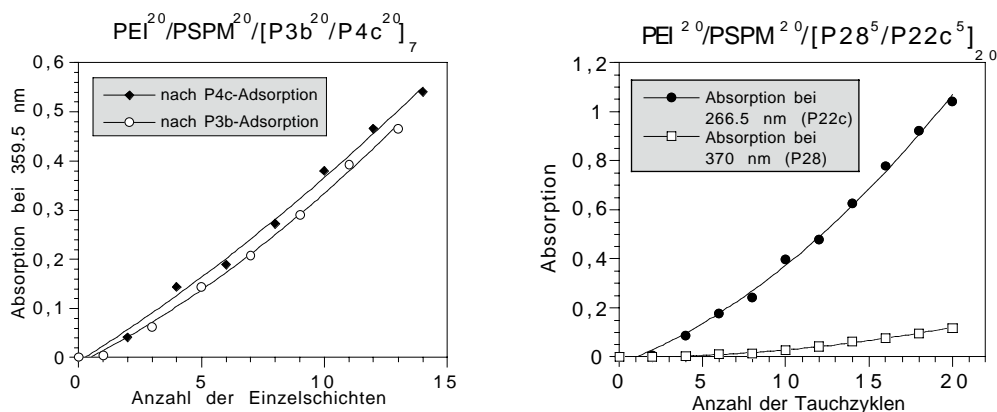 PEI20/PSPM20/[P3b20/P4c20]7
0,6
0,5
0,4
0,3
0,2
0,1
0
Absorption bei 359.5 nm
nach P4c-Adsorption
nach P3b-Adsorption
0 5 10 15
Anzahl der Einzelschichten
PEI 20/PSPM20/[P285/P22c5]20
1,2
1
0,8
0,6
0,4
0,2
0
Absorption
Absorption bei
266.5 nm (P22c)
Absorption bei
370 nm (P28)
0 5 10 15 20
Anzahl der Tauchzyklen